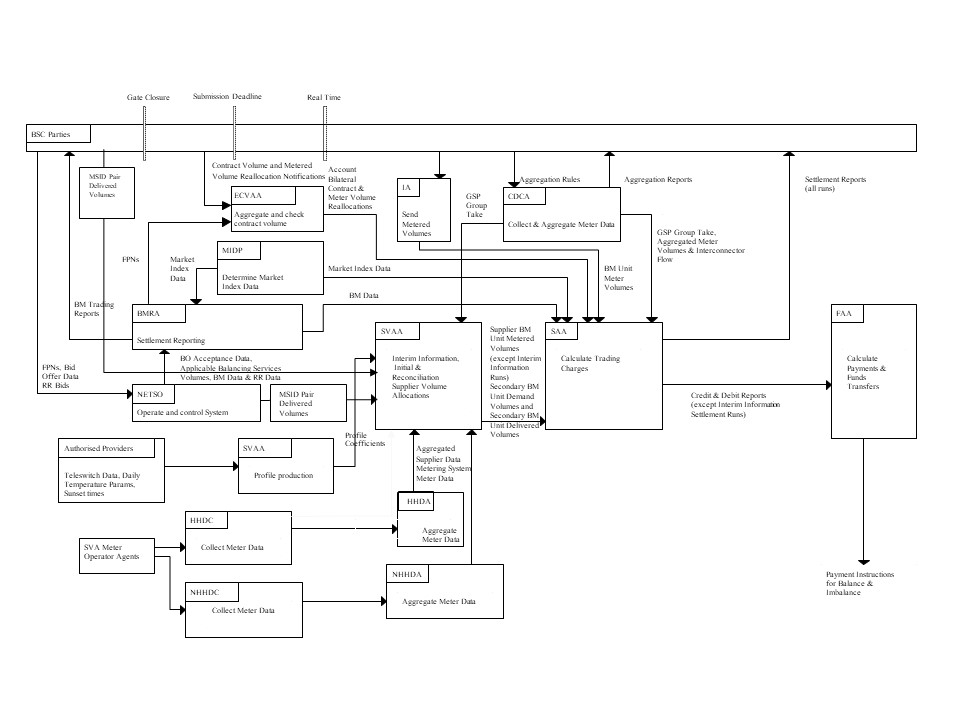 Gate Closure
Submission Deadline
Real Time
BSC Parties
MSID Pair
Delivered
Volumes
Contract Volume and Metered
Volume Reallocation Notifications
Account
Bilateral
Contract &
Meter Volume
Reallocations
ECVAA
Aggregate and check
contract volume
IA
Send
Metered
Volumes
GSP
Group
Take
Aggregation Rules
CDCA
Collect & Aggregate Meter Data
Aggregation Reports
Settlement Reports
(all runs)
GSP Group Take,
Aggregated Meter
Volumes & Interconnector
Flow
FPNs
Market
Index
Data
MIDP
Determine Market
Index Data
Market Index Data
BM Unit
Meter
Volumes
BM Data
BM Trading
Reports
BMRA
Settlement Reporting
SVAA
Interim Information,
Initial &
Reconciliation
Supplier Volume
Allocations
Supplier BM
Unit Metered
Volumes
(except Interim
Information
Runs)
Secondary BM
Unit Demand
Volumes and
Secondary BM
Unit Delivered
Volumes
SAA
Calculate Trading
Charges
FAA
Calculate
Payments &
Funds
Transfers
FPNs, Bid
Offer Data
RR Bids
BO Acceptance Data,
Applicable Balancing Services
Volumes, BM Data & RR Data
NETSO
Operate and control System
MSID Pair
Delivered
Volumes
Credit & Debit Reports
(except Interim Information
Settlement Runs)
Profile
Coefficients
Authorised Providers
Teleswitch Data, Daily
Temperature Params,
Sunset times
SVAA
Profile production
Aggregated
Supplier Data
Metering System
Meter Data
HHDA
Aggregate
Meter Data
HHDC
Collect Meter Data
SVA Meter
Operator Agents
NHHDC
Collect Meter Data
NHHDA
Aggregate Meter Data
Payment Instructions
for Balance &
Imbalance